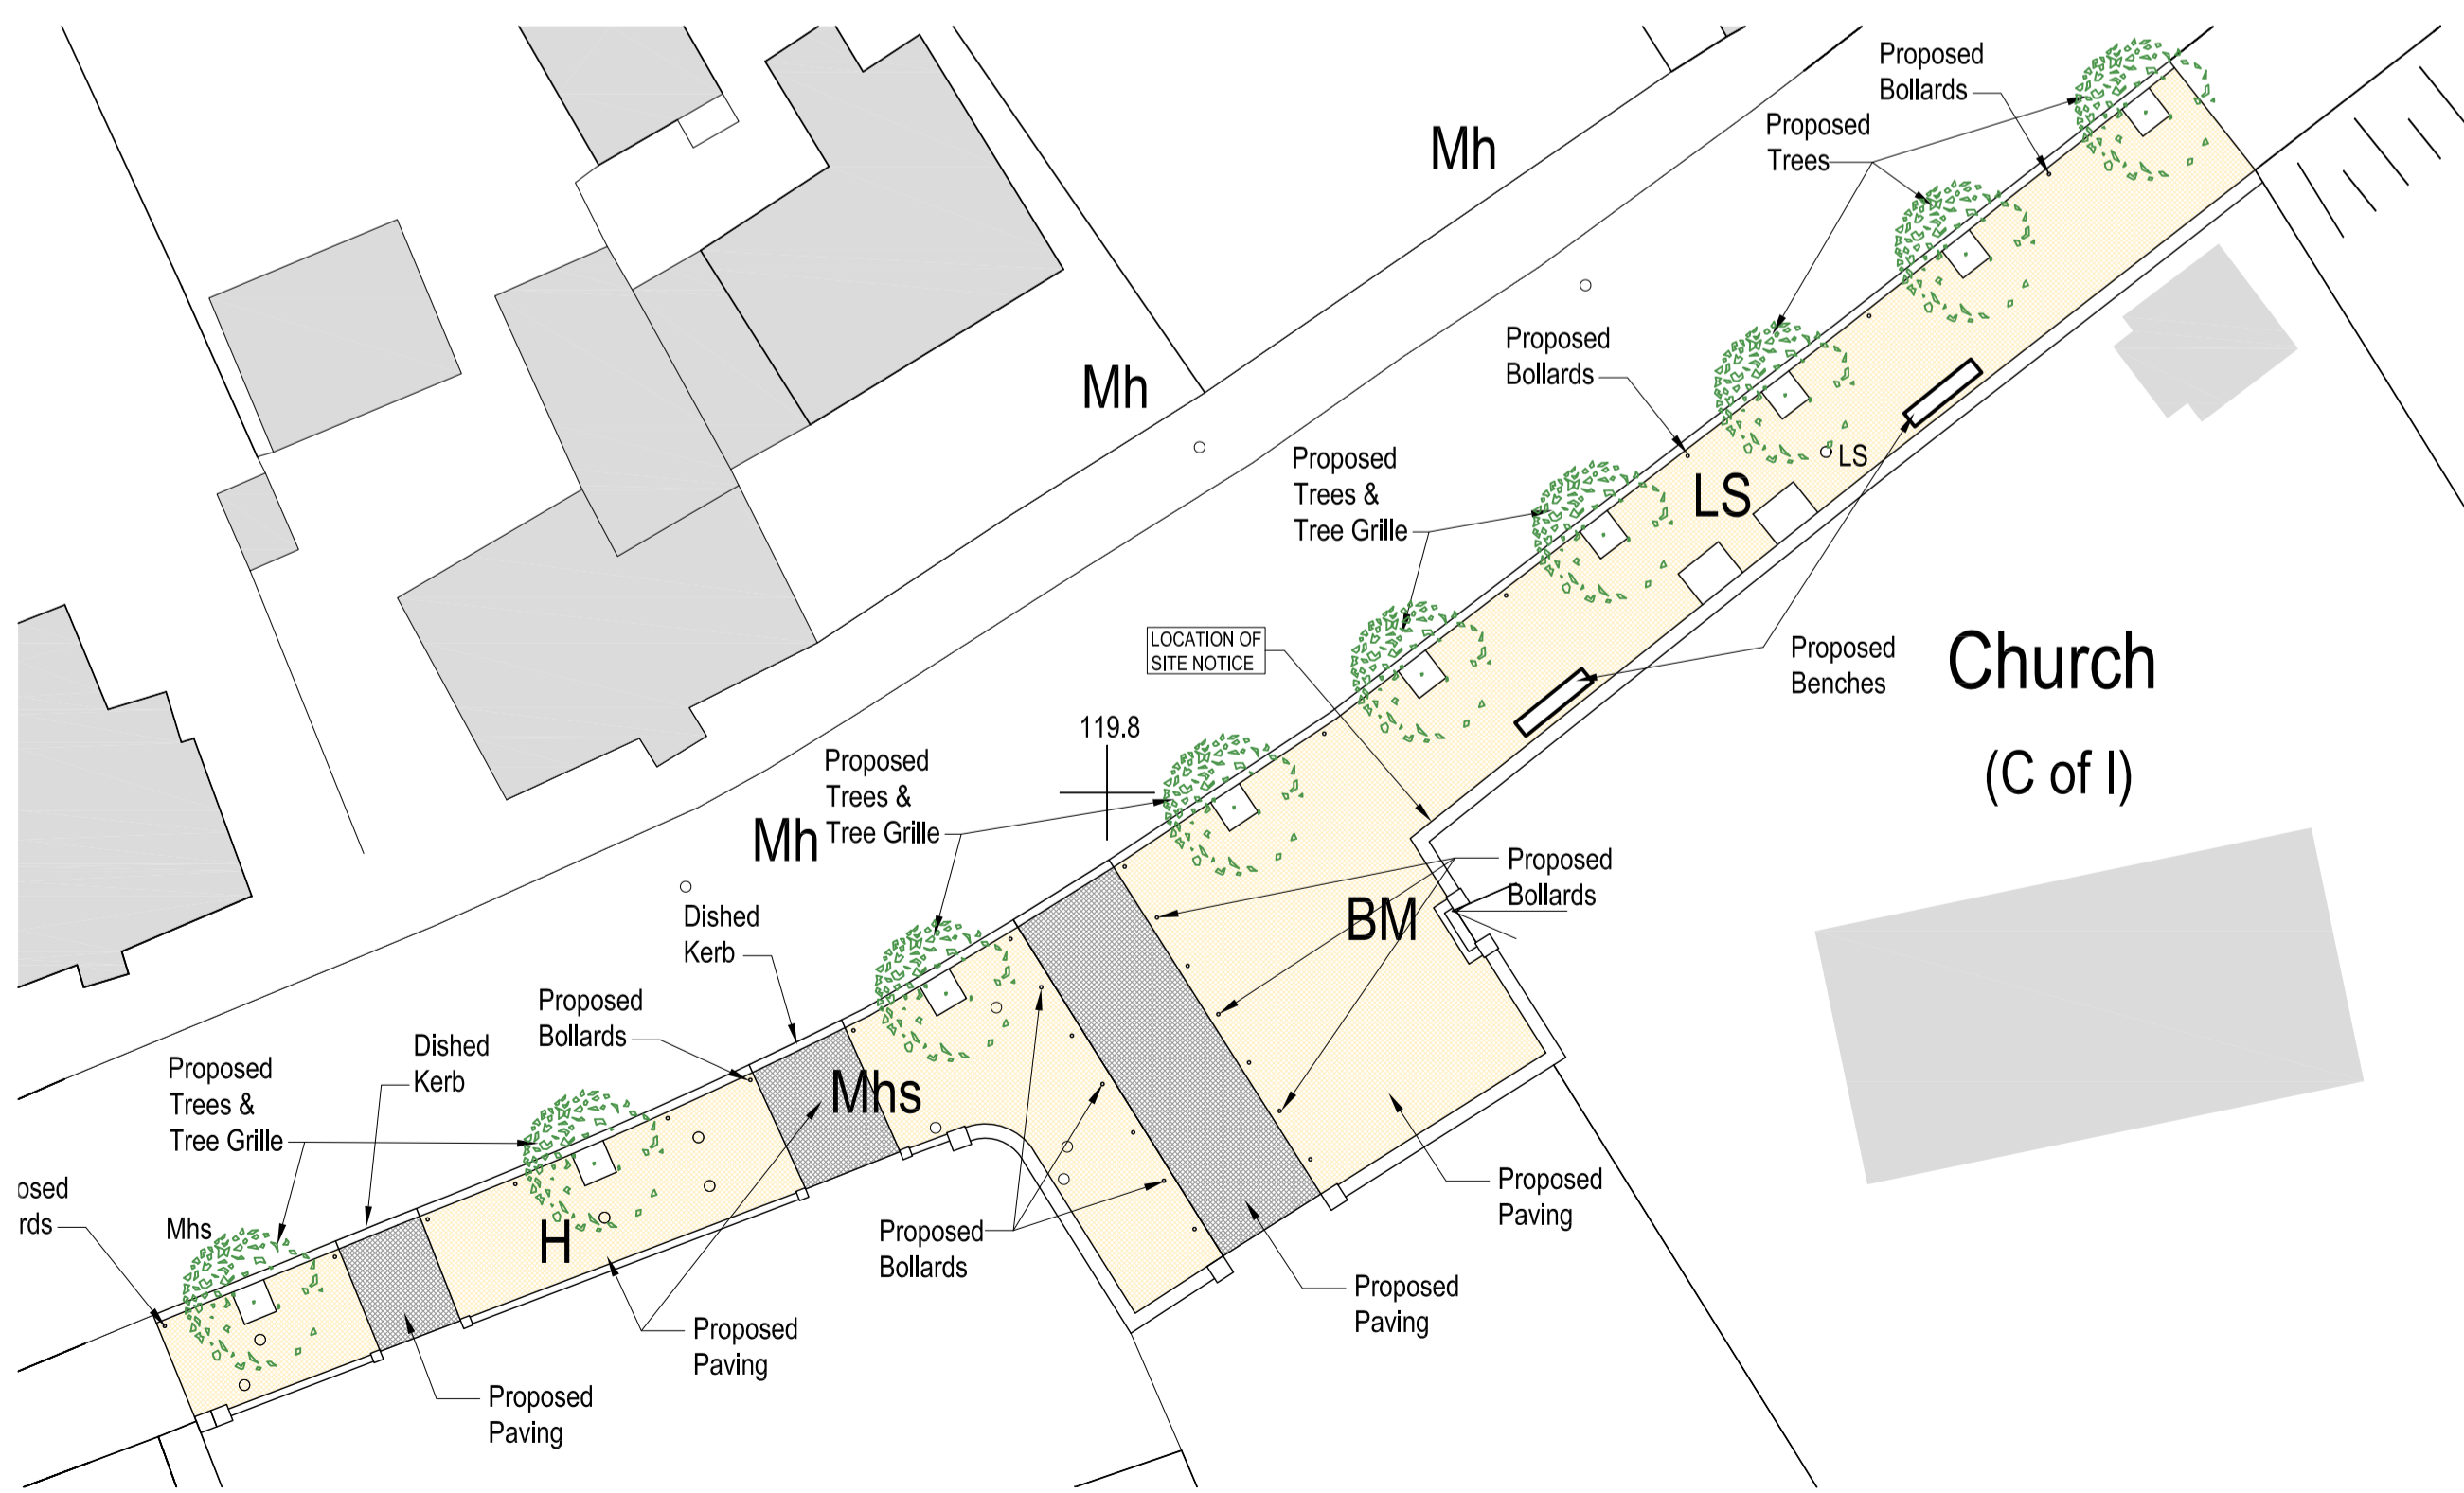 Proposed
Bollards
Proposed
Trees
Mh
Mh
Proposed
Bollards
Proposed
Trees &
Tree Grille
LS
LS
LOCATION OF
SITE NOTICE
Proposed
Benches
Church
(C of I)
119.8
Proposed
Trees &
Tree Grille
Mh
Proposed
Bollards
BM
Dished
Kerb
Proposed
Bollards
Dished
Kerb
Proposed
Trees &
Tree Grille
Mhs
Proposed
Paving
osed
rds
Mhs
H
Proposed
Bollards
Proposed
Paving
Proposed
Paving
Proposed
Paving